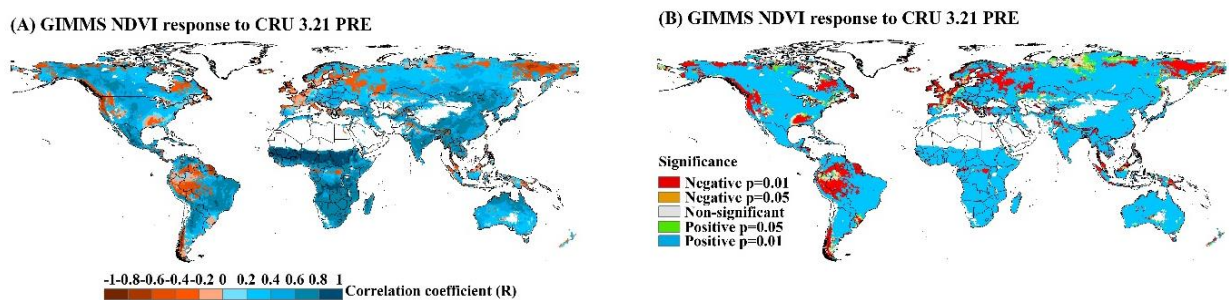 (A) GIMMS NDVI response to CRU 3.21 PRE
-1-0.8-0.6-0.4-0.2 0 0.2 0.4 0.6 0.8 1
Correlation coefficient (R)
(B) GIMMS NDVI response to CRU 3.21 PRE
Significance
Negative p=0.01
Negative p=0.05
Non-significant
Positive p=0.05
Positive p=0.01